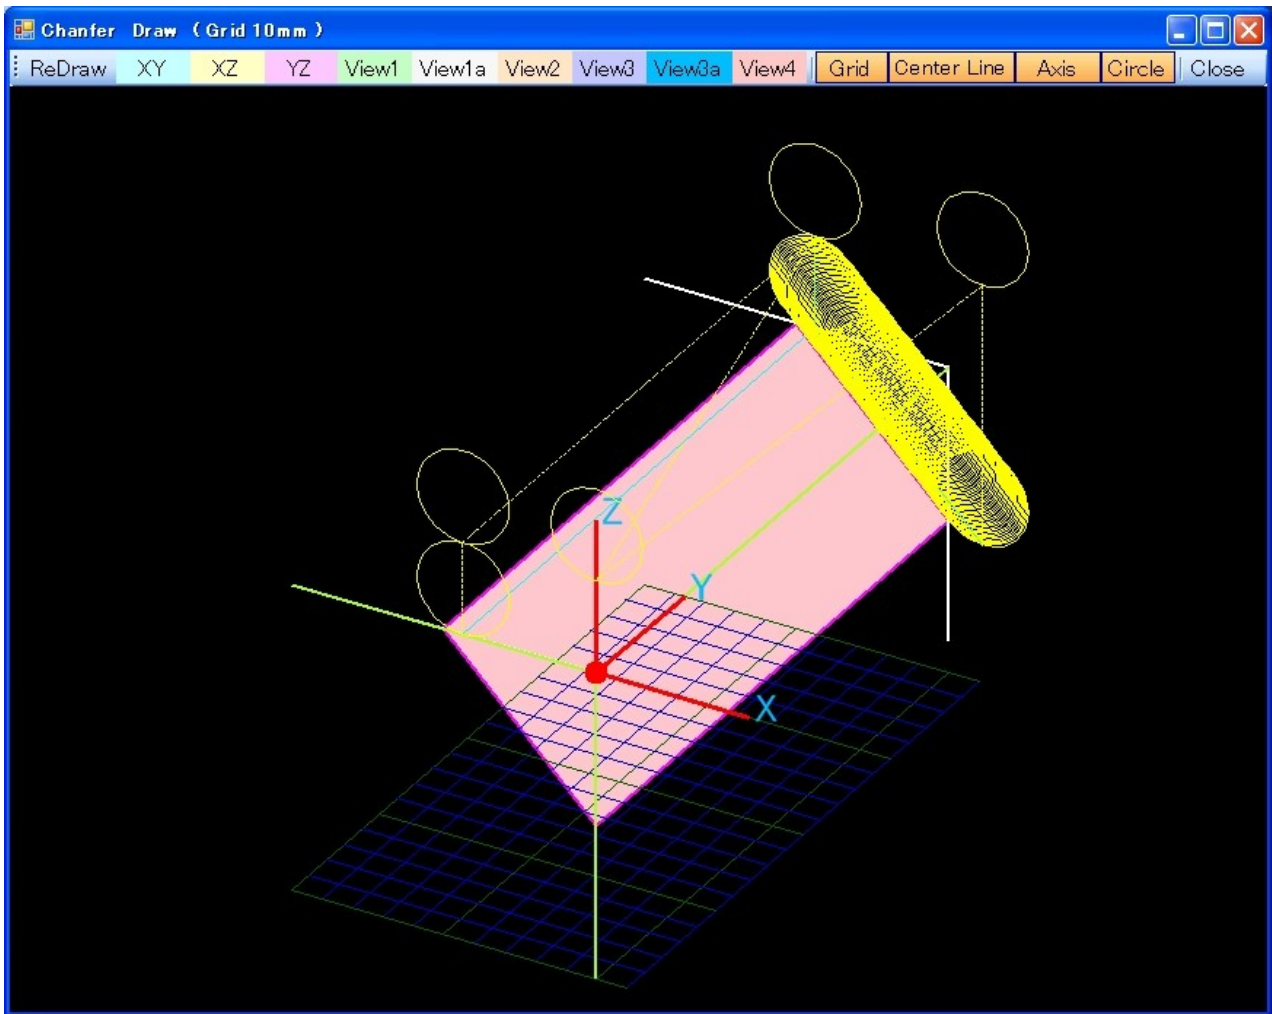 Chanfer Draw ( Grid 10mm )
ReDraw XY XZ YZ View1 View1a View2 View3 View3a View4 Grid Center Line Axis Circle Close
Z
Y
X